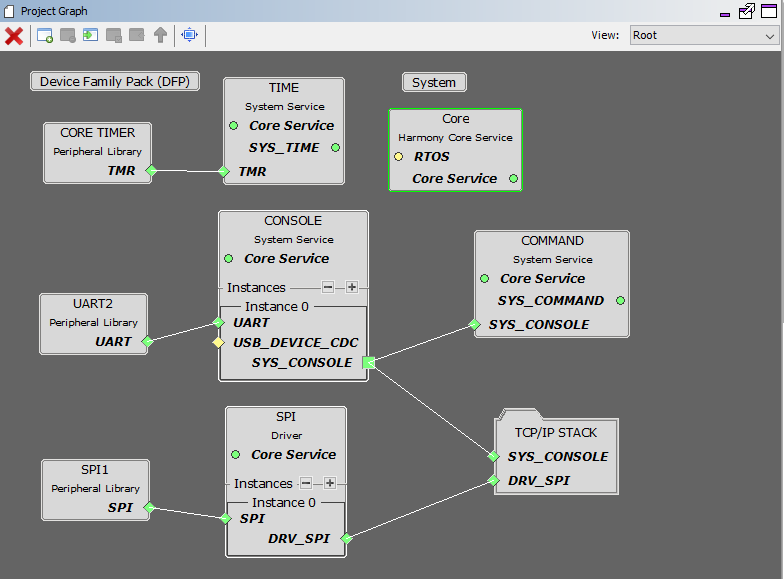 Project Graph
View: Root
Device Family Pack (DFP)
System
TIME
System Service
Core Service
SYS_TIME
TMR
CORE TIMER
Peripheral Library
TMR
Core
Harmony Core Service
RTOS
Core Service
CONSOLE
System Service
Core Service
Instances
Instance 0
UART
USB_DEVICE_CDC
SYS_CONSOLE
UART2
Peripheral Library
UART
COMMAND
System Service
Core Service
SYS_COMMAND
SYS_CONSOLE
SPI
Driver
Core Service
Instances
Instance 0
SPI
DRV_SPI
SPI1
Peripheral Library
SPI
TCP/IP STACK
SYS_CONSOLE
DRV_SPI